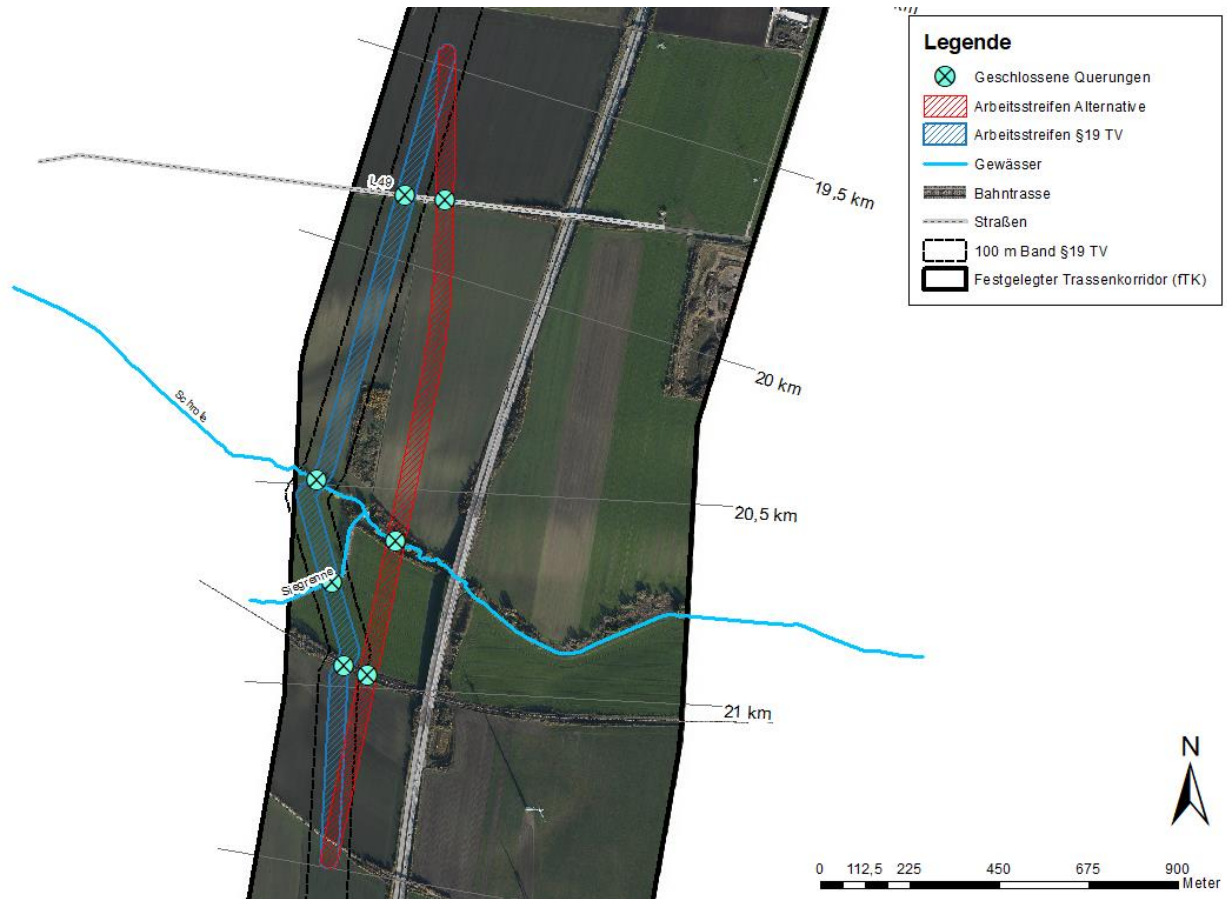 Legende
Geschlossene Querungen
Arbeitsstreifen Alternative
Arbeitsstreifen §19 TV
Gewässer
Bahntrasse
Straßen
100 m Band §19 TV
Festgelegter Trassenkorridor (fTK)
L49
19,5 km
20 km
Schrote
20,5 km
Siegrenne
21 km
N
0 112,5 225 450 675 900
Meter